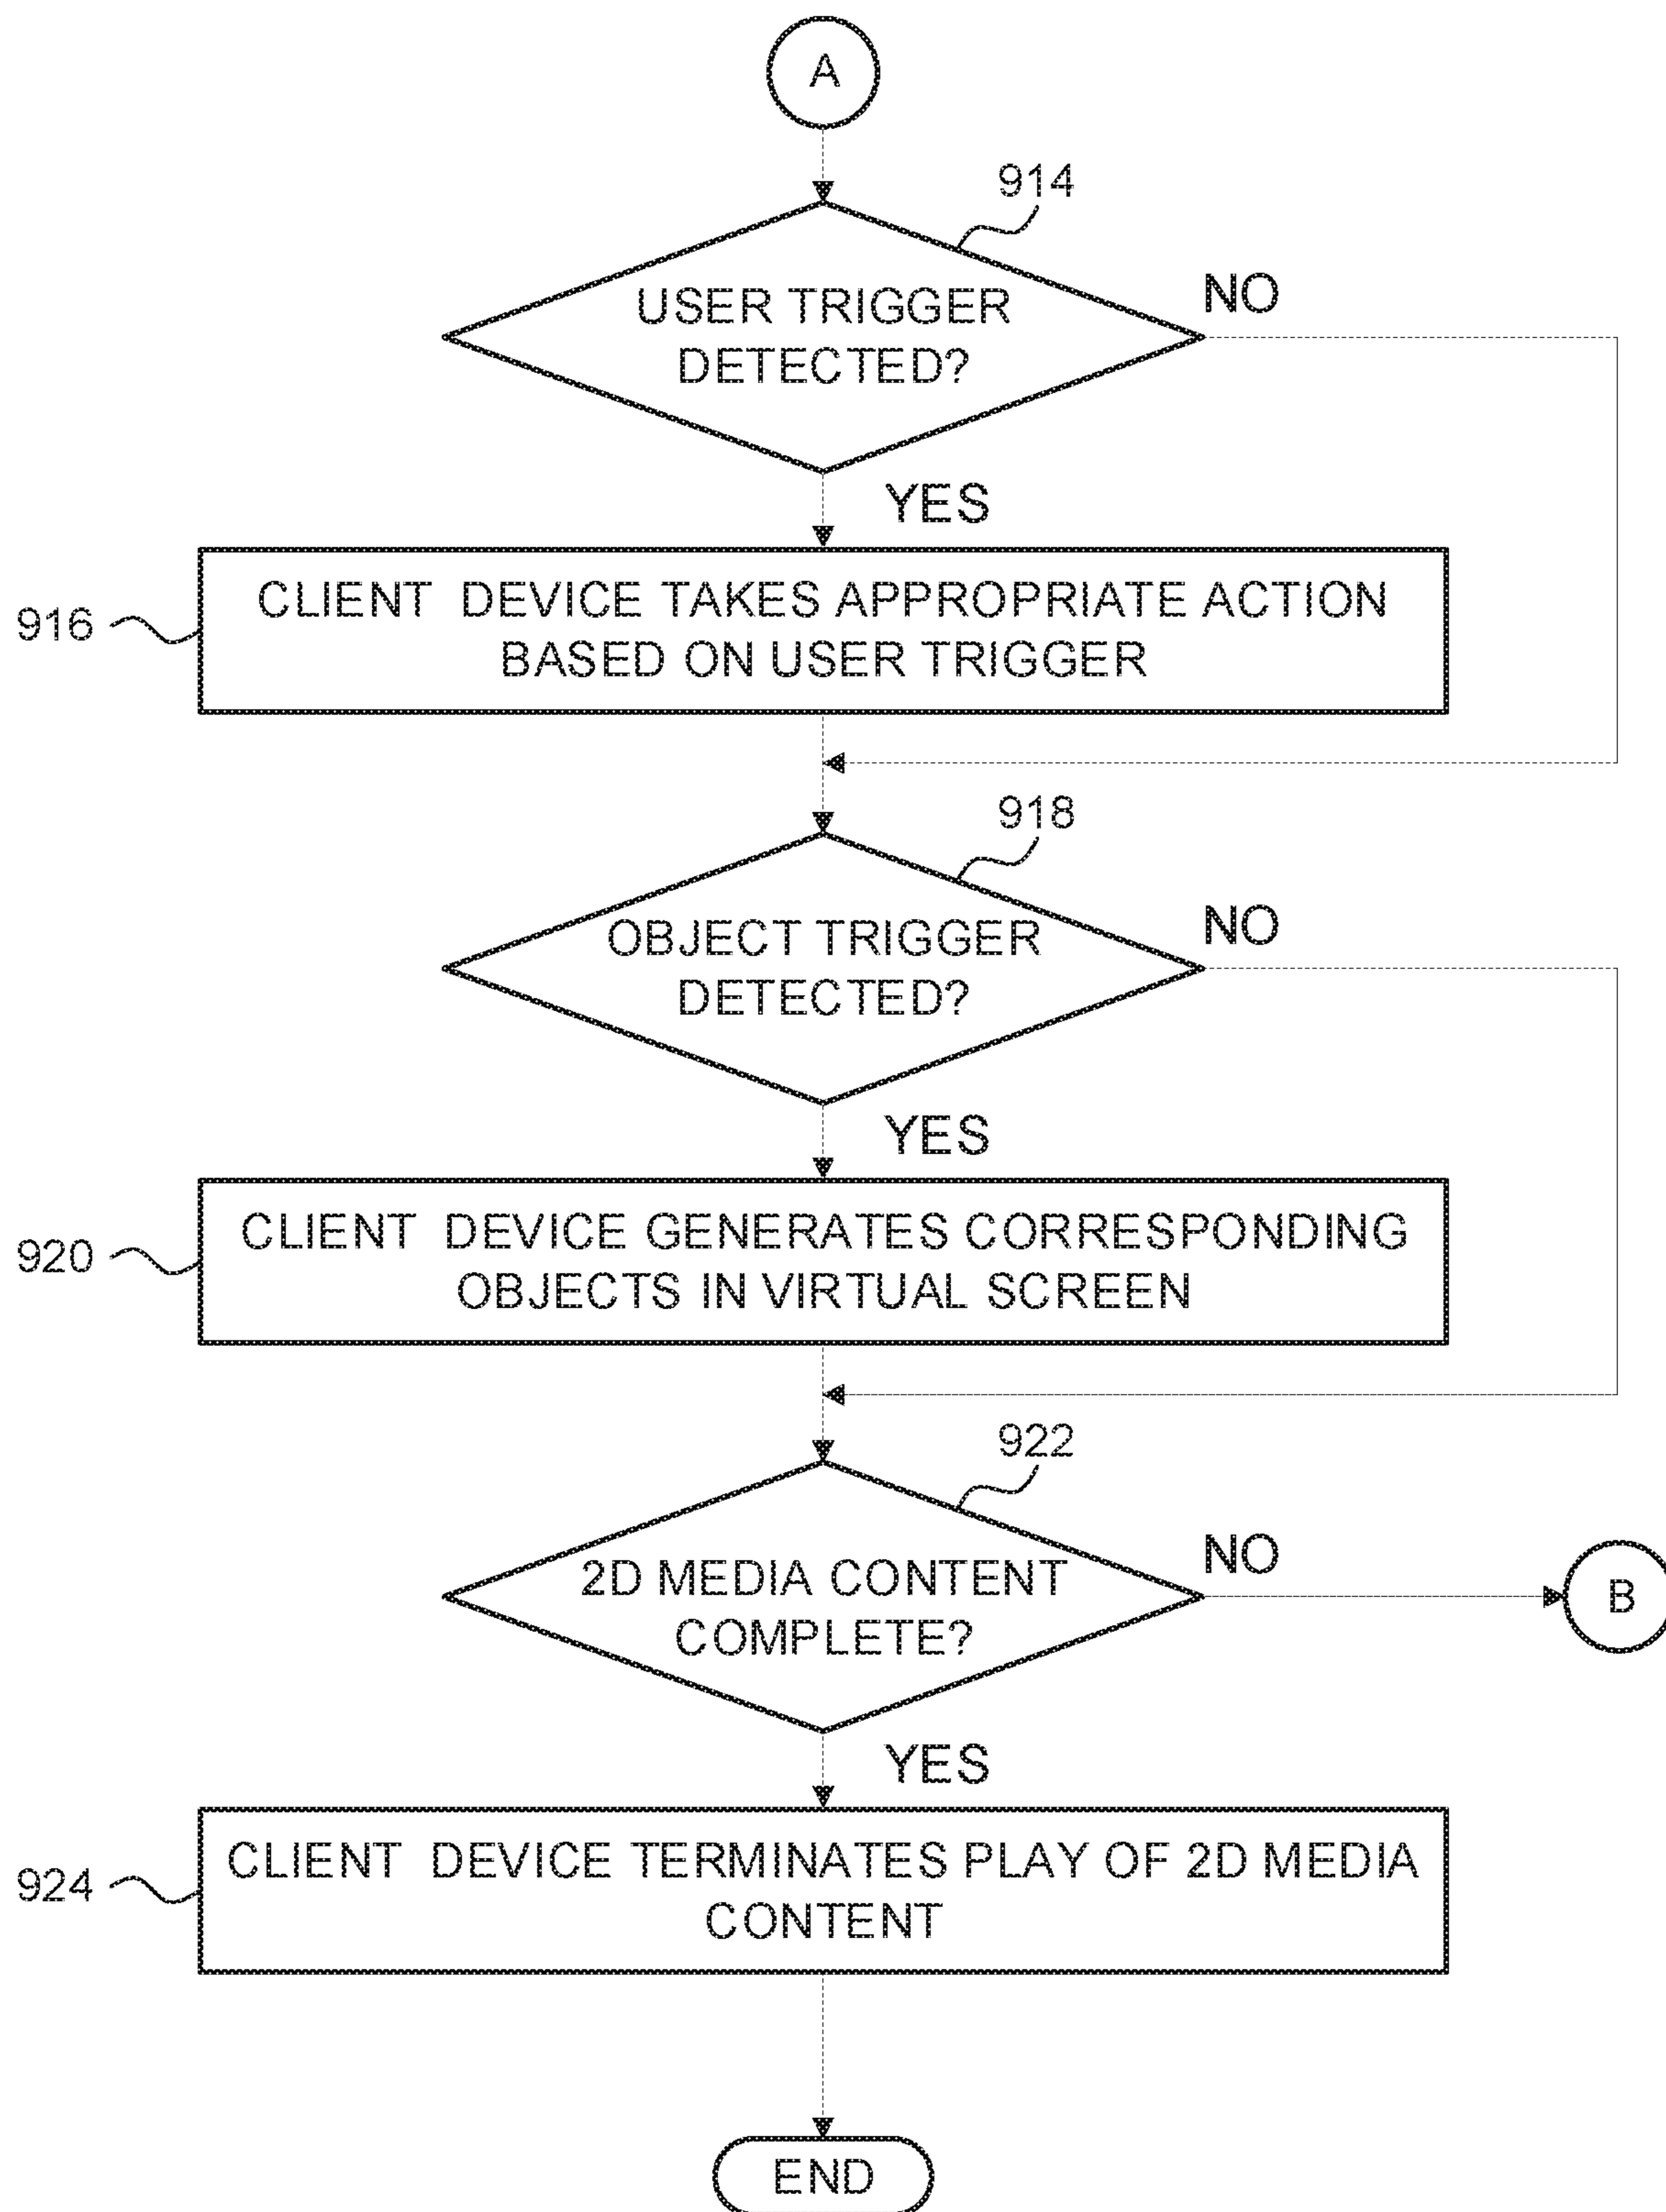 A
914
USER TRIGGER
DETECTED?
NO
YES
916
CLIENT DEVICE TAKES APPROPRIATE ACTION
BASED ON USER TRIGGER
918
OBJECT TRIGGER
DETECTED?
NO
YES
920
CLIENT DEVICE GENERATES CORRESPONDING
OBJECTS IN VIRTUAL SCREEN
922
2D MEDIA CONTENT
COMPLETE?
NO
B
YES
924
CLIENT DEVICE TERMINATES PLAY OF 2D MEDIA
CONTENT
END